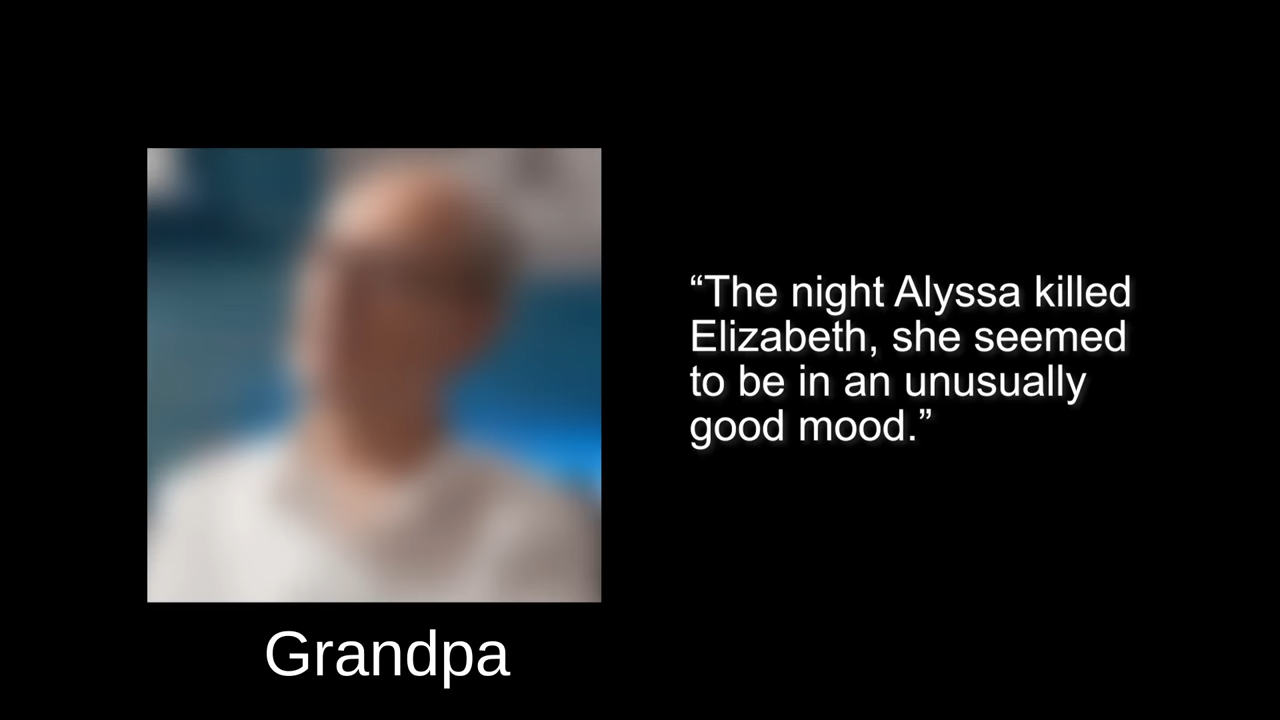 “The night Alyssa killed
Elizabeth, she seemed
to be in an unusually
good mood.”
Grandpa